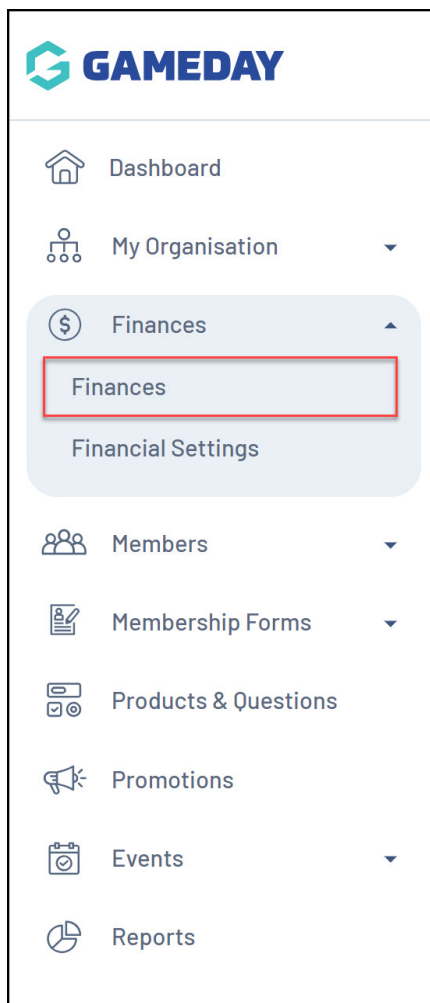 GAMEDAY
Dashboard
My Organisation
Finances
Finances
Financial Settings
Members
Membership Forms
Products & Questions
Promotions
Events
Reports